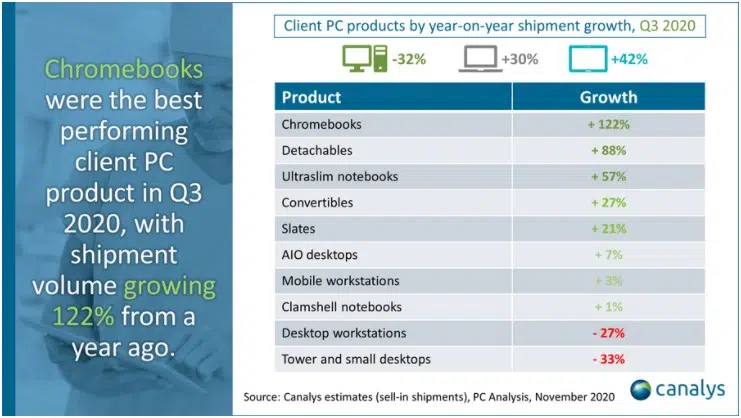 Chromebooks
were the best
performing
client PC
product in Q3
2020, with
shipment
volume growing
122% from a
year ago.
Client PC products by year-on-year shipment growth, Q3 2020
-32% +30% +42%
Product Growth
Chromebooks + 122%
Detachables + 88%
Ultraslim notebooks + 57%
Convertibles + 27%
Slates + 21%
AIO desktops + 7%
Mobile workstations + 3%
Clamshell notebooks + 1%
Desktop workstations - 27%
Tower and small desktops - 33%
Source: Canalys estimates (sell-in shipments), PC Analysis, November 2020
canalys